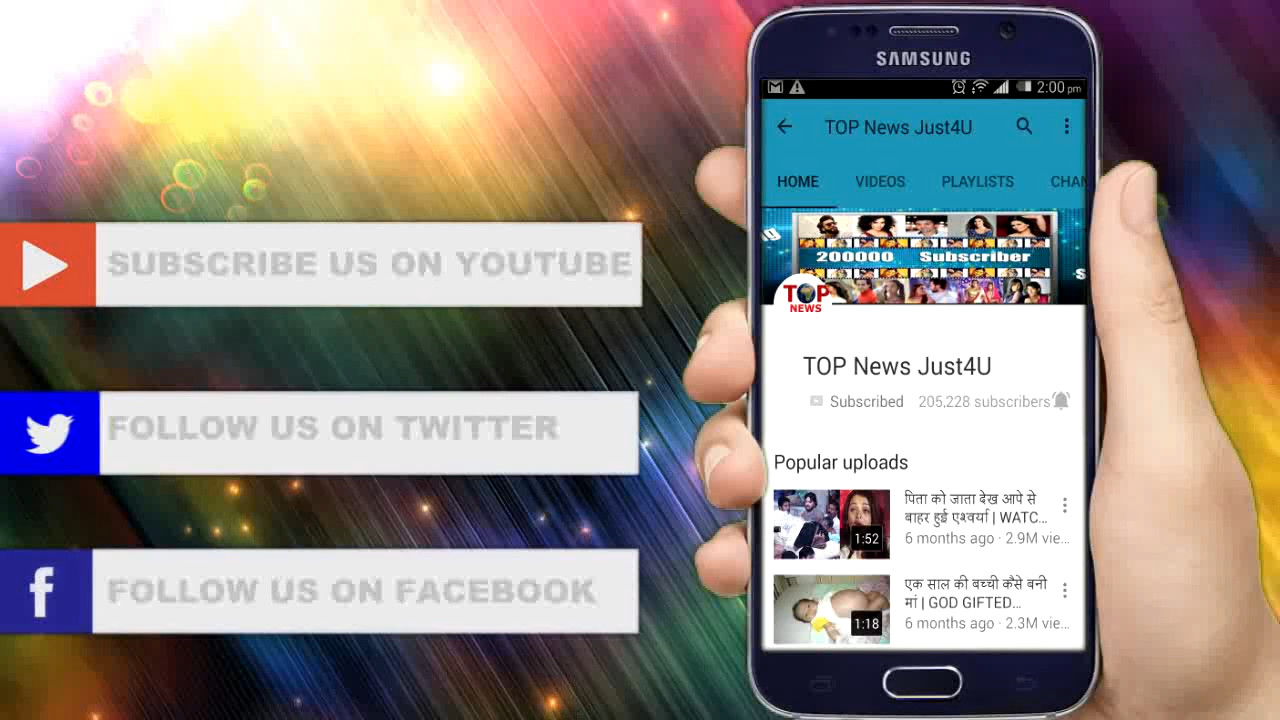 SUBSCRIBE US ON YOUTUBE
FOLLOW US ON TWITTER
FOLLOW US ON FACEBOOK
SAMSUNG
2:00 pm
TOP News Just4U
HOME VIDEOS PLAYLISTS CHAN
200000 Subscriber
TOP
NEWS
TOP News Just4U
Subscribed 205,228 subscribers
Popular uploads
पिता को जाता देख आपे से
बाहर हुई एश्वर्या | WATC...
6 months ago · 2.9M vie...
1:52
एक साल की बच्ची कैसे बनी
मां | GOD GIFTED...
6 months ago · 2.3M vie...
1:18